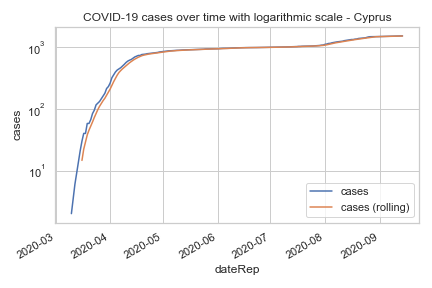 COVID-19 cases over time with logarithmic scale - Cyprus
10³
10²
10¹
cases
cases
cases (rolling)
2020-03
2020-04
2020-05
2020-06
2020-07
2020-08
2020-09
dateRep